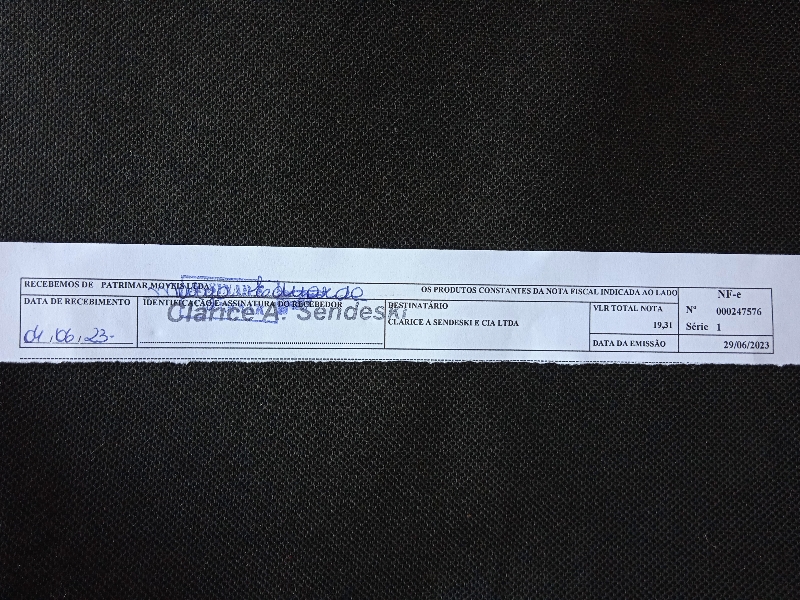 RECEBEMOS DE PATRIMAR MOVEIS LTDA OS PRODUTOS CONSTANTES DA NOTA FISCAL INDICADA AO LADO
NF-e
DATA DE RECEBIMENTO
04,06,23-
IDENTIFICAÇÃO E ASSINATURA DO RECEBEDOR
Eduardo
Clarice A. Sendeski
DESTINATÁRIO
CLARICE A SENDESKI E CIA LTDA
VLR TOTAL NOTA
19,31
DATA DA EMISSÃO
Nº 000247576
Série 1
29/06/2023